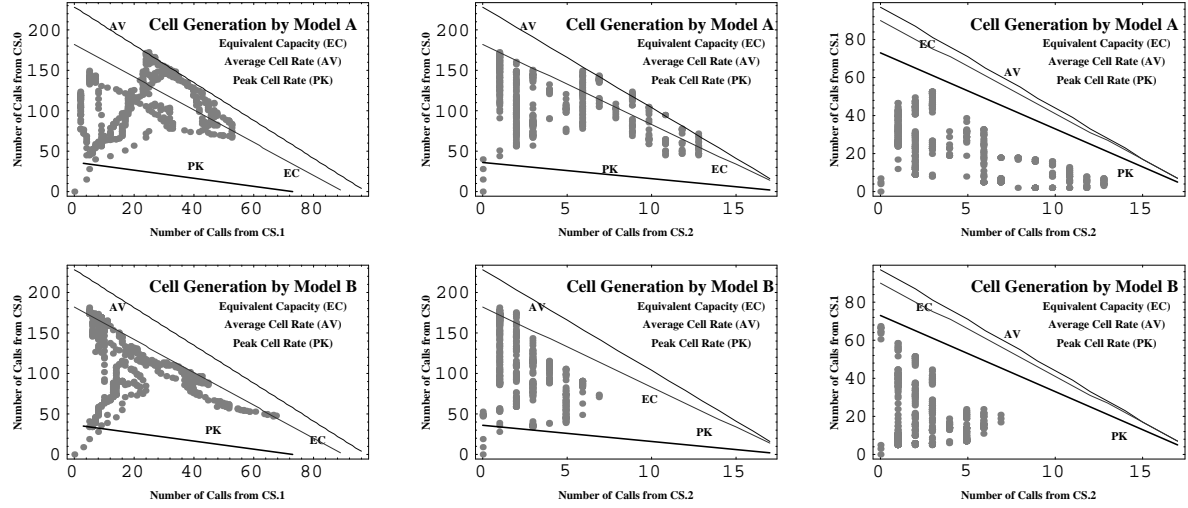 Cell Generation by Model A
Equivalent Capacity (EC)
Average Cell Rate (AV)
Peak Cell Rate (PK)
AV
PK
EC
Number of Calls from CS.0
200
150
100
50
0
0
20
40
60
80
Number of Calls from CS.1
Cell Generation by Model A
Equivalent Capacity (EC)
Average Cell Rate (AV)
Peak Cell Rate (PK)
AV
PK
EC
Number of Calls from CS.0
200
150
100
50
0
0
5
10
15
Number of Calls from CS.2
Cell Generation by Model A
Equivalent Capacity (EC)
Average Cell Rate (AV)
Peak Cell Rate (PK)
EC
AV
PK
Number of Calls from CS.1
80
60
40
20
0
0
5
10
15
Number of Calls from CS.2
Cell Generation by Model B
Equivalent Capacity (EC)
Average Cell Rate (AV)
Peak Cell Rate (PK)
AV
PK
EC
Number of Calls from CS.0
200
150
100
50
0
0
20
40
60
80
Number of Calls from CS.1
Cell Generation by Model B
Equivalent Capacity (EC)
Average Cell Rate (AV)
Peak Cell Rate (PK)
AV
EC
PK
Number of Calls from CS.0
200
150
100
50
0
0
5
10
15
Number of Calls from CS.2
Cell Generation by Model B
Equivalent Capacity (EC)
Average Cell Rate (AV)
Peak Cell Rate (PK)
EC
AV
PK
Number of Calls from CS.1
80
60
40
20
0
0
5
10
15
Number of Calls from CS.2